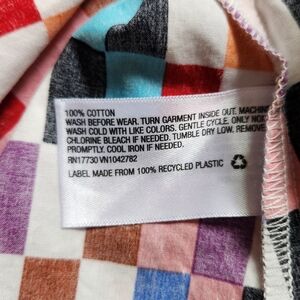 100% COTTON
WASH BEFORE WEAR. TURN GARMENT INSIDE OUT. MACHINE
WASH COLD WITH LIKE COLORS. GENTLE CYCLE. ONLY NON
CHLORINE BLEACH IF NEEDED. TUMBLE DRY LOW. REMOVE
PROMPTLY. COOL IRON IF NEEDED.
RN17730 VN1042782
LABEL MADE FROM 100% RECYCLED PLASTIC